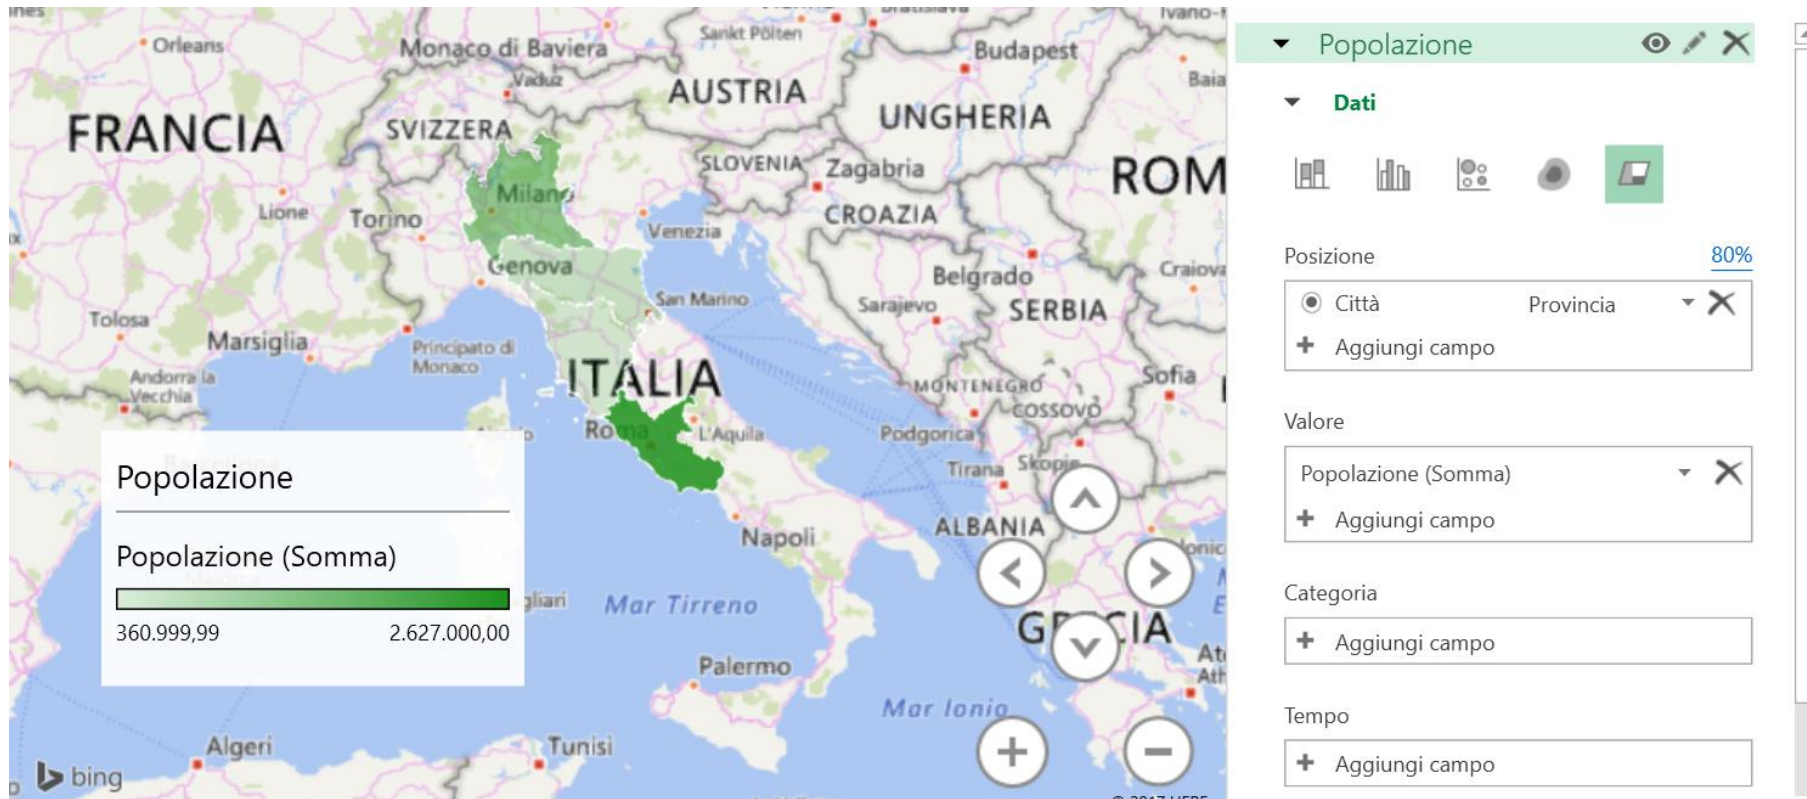 Orleans
Monaco di Baviera
Sankt Pölten
Budapest
Vaduz
Baia
AUSTRIA
FRANCIA
SVIZZERA
UNGHERIA
SLOVENIA
Zagabria
ROM
Milano
Lione
Torino
Venezia
CROAZIA
Genova
Belgrado
Craiova
San Marino
Sarajevo
SERBIA
Tolosa
Marsiglia
Principato di
Monaco
Andorra la
Vecchia
ITALIA
MONTENEGRO
Sofia
COSSOVO
Roma
L'Aquila
Podgorica
Tirana
Skopje
Popolazione
Popolazione (Somma)
360.999,99
2.627.000,00
Napoli
ALBANIA
Mar Tirreno
GRECIA
Palermo
Mar Ionio
Algeri
Tunisi
bing
Popolazione
Dati
Posizione 80%
Città Provincia
Aggiungi campo
Valore
Popolazione (Somma)
Aggiungi campo
Categoria
Aggiungi campo
Tempo
Aggiungi campo